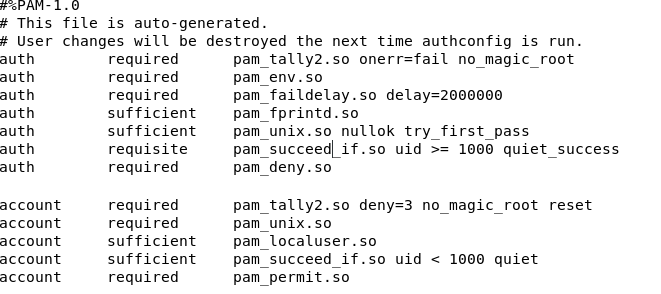 #%PAM-1.0
# This file is auto-generated.
# User changes will be destroyed the next time authconfig is run.
auth        required      pam_tally2.so onerr=fail no_magic_root
auth        required      pam_env.so
auth        required      pam_faildelay.so delay=2000000
auth        sufficient    pam_fprintd.so
auth        sufficient    pam_unix.so nullok try_first_pass
auth        requisite     pam_succeed_if.so uid >= 1000 quiet_success
auth        required      pam_deny.so

account     required      pam_tally2.so deny=3 no_magic_root reset
account     required      pam_unix.so
account     sufficient    pam_localuser.so
account     sufficient    pam_succeed_if.so uid < 1000 quiet
account     required      pam_permit.so